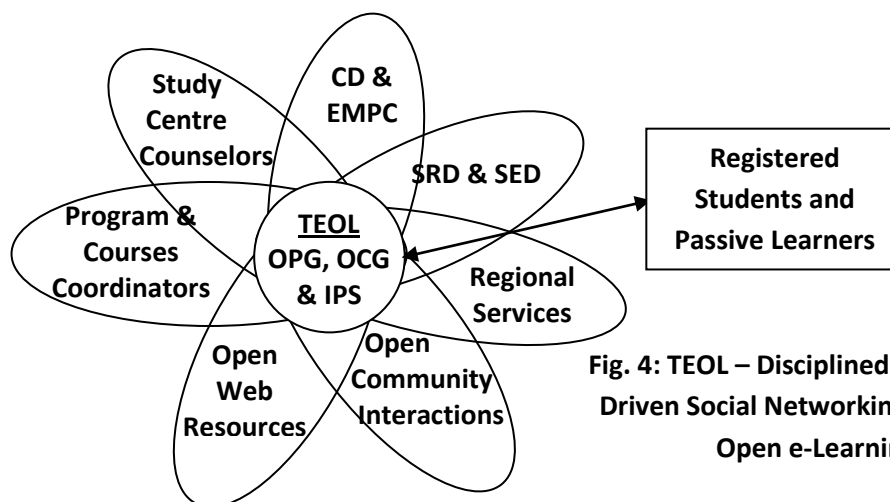 Study
Centre
Counselors
CD &
EMPC
SRD & SED
Program &
Courses
Coordinators
TEOL
OPG, OCG
& IPS
Regional
Services
Open
Web
Resources
Open
Community
Interactions
Registered
Students and
Passive Learners
Fig. 4: TEOL – Disciplined
Driven Social Networkin
Open e-Learnin